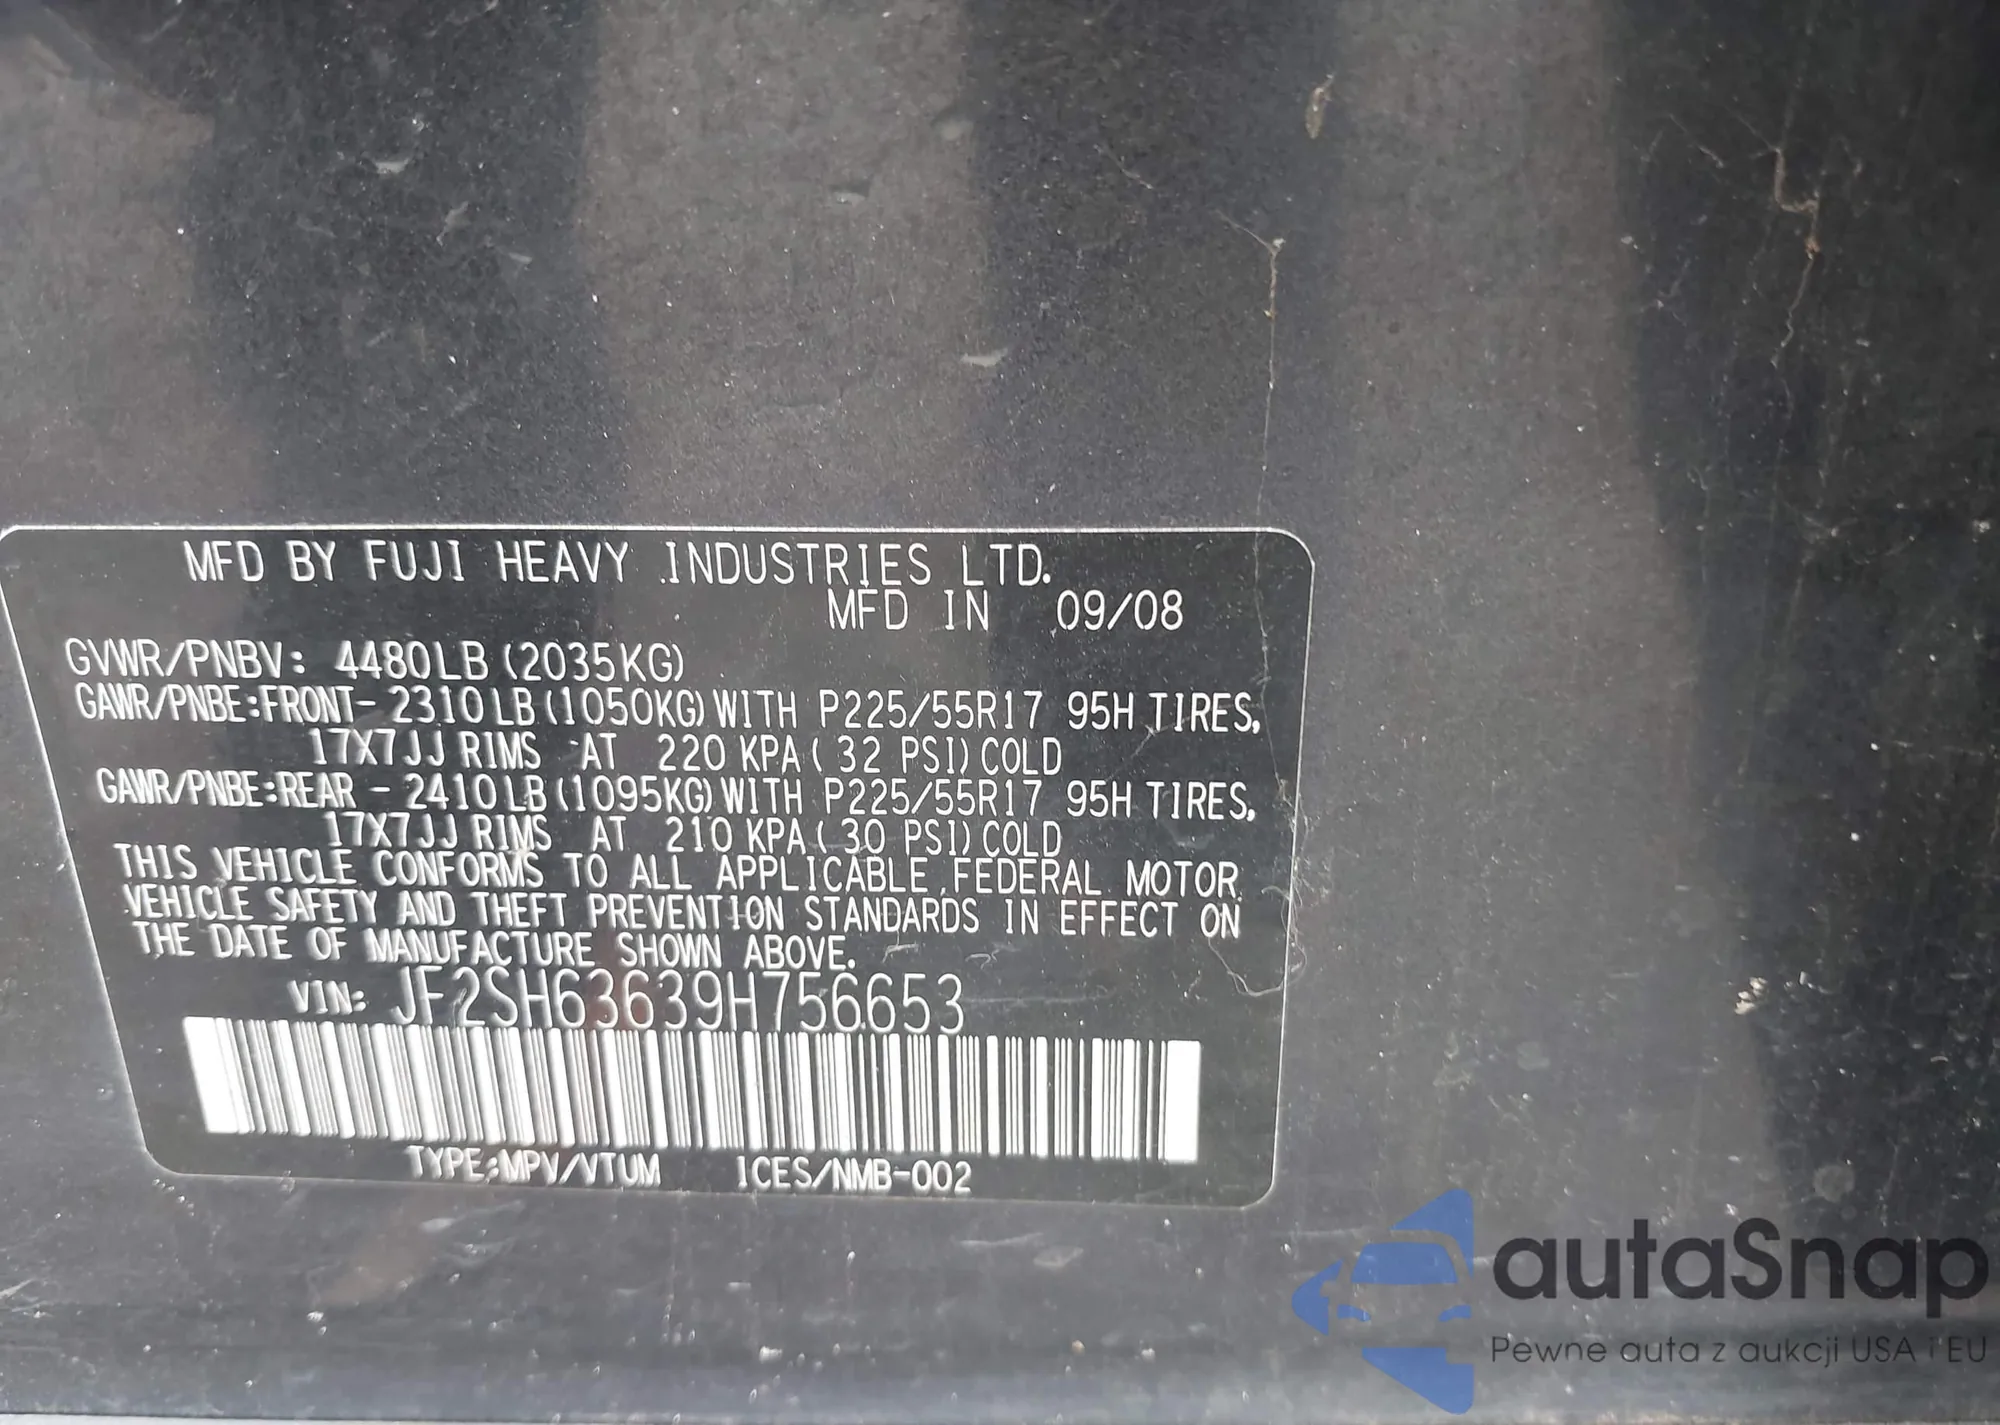 MFD BY FUJI HEAVY INDUSTRIES LTD.
MFD IN 09/08
GVWR/PNBV: 4480LB (2035KG)
GAWR/PNBE:FRONT- 2310LB (1050KG) WITH P225/55R17 95H TIRES,
17X7JJ RIMS AT 220 KPA ( 32 PSI) COLD
GAWR/PNBE:REAR - 2410LB (1095KG) WITH P225/55R17 95H TIRES,
17X7JJ RIMS AT 210 KPA ( 30 PSI) COLD
THIS VEHICLE CONFORMS TO ALL APPLICABLE FEDERAL MOTOR
VEHICLE SAFETY AND THEFT PREVENTION STANDARDS IN EFFECT ON
THE DATE OF MANUFACTURE SHOWN ABOVE.
VIN: JF2SH63639H756653
TYPE:MPV/VTUM ICES/NMB-002
autaSnap
Pewne auta z aukcji USA i EU